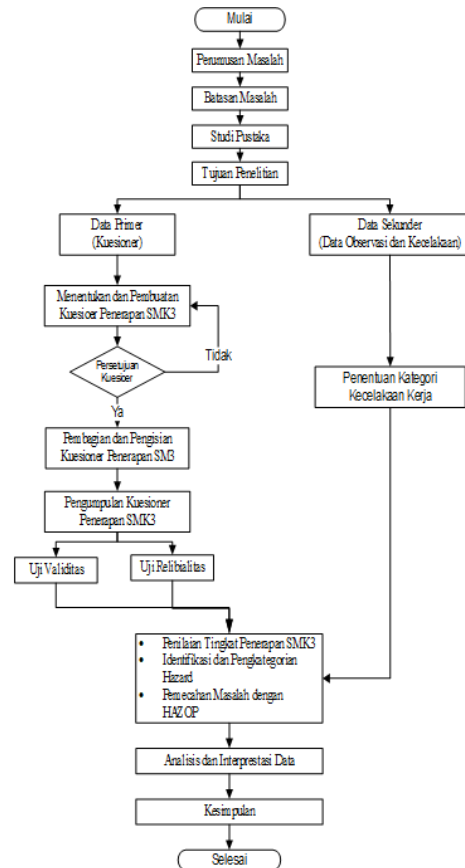 Mulai
Perumusan Masalah
Batasan Masalah
Studi Pustaka
Tujuan Penelitian
Data Primer
(Kuesioner)
Data Sekunder
(Data Observasi dan Kecelakaan)
Menentukan dan Pembuatan
Kuesioer Penerapan SMK3
Tidak
Persetujuan
Kuesioer
Ya
Penentuan Kategori
Kecelakaan Kerja
Pembagian dan Pengisian
Kuesioner Penerapan SM3
Pengumpulan Kuesioner
Penerapan SMK3
Uji Validitas
Uji Relibialitas
• Penilaian Tingkat Penerapan SMK3
• Identifikasi dan Pengkategorian
Hazard
• Pemecahan Masalah dengan
HAZOP
Analisis dan Interprestasi Data
Kesimpulan
Selesai